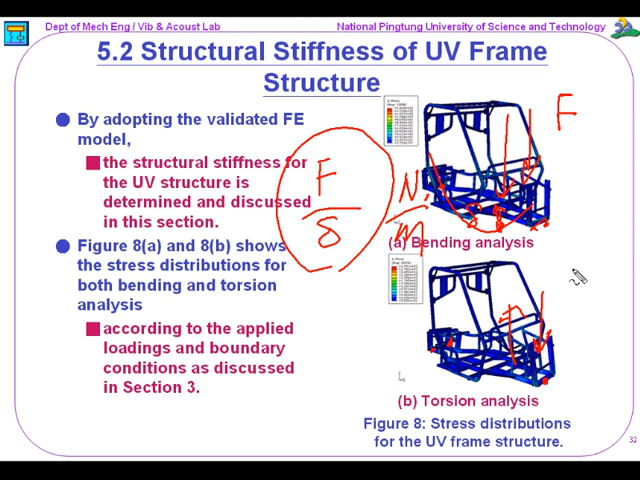 Dept of Mech Eng / Vib & Acoust Lab
National Pingtung University of Science and Technology
5.2 Structural Stiffness of UV Frame
Structure
By adopting the validated FE
model,
the structural stiffness for
the UV structure is
determined and discussed
in this section.
Figure 8(a) and 8(b) shows
the stress distributions for
both bending and torsion
analysis
according to the applied
loadings and boundary
conditions as discussed
in Section 3.
F
δ
N
m
F
(a) Bending analysis
(b) Torsion analysis
Figure 8: Stress distributions
for the UV frame structure.
32